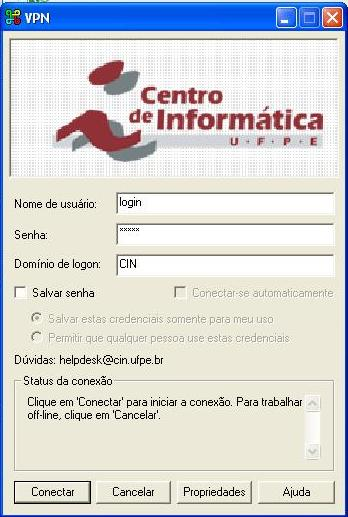 VPN
Centro
de Informática
U·F·P·E
Nome de usuário:
login
Senha:
*****
Domínio de logon:
CIN
Salvar senha
Conectar-se automaticamente
Salvar estas credenciais somente para meu uso
Permitir que qualquer pessoa use estas credenciais
Dúvidas: helpdesk@cin.ufpe.br
Status da conexão
Clique em 'Conectar' para iniciar a conexão. Para trabalhar
off-line, clique em 'Cancelar'.
Conectar
Cancelar
Propriedades
Ajuda